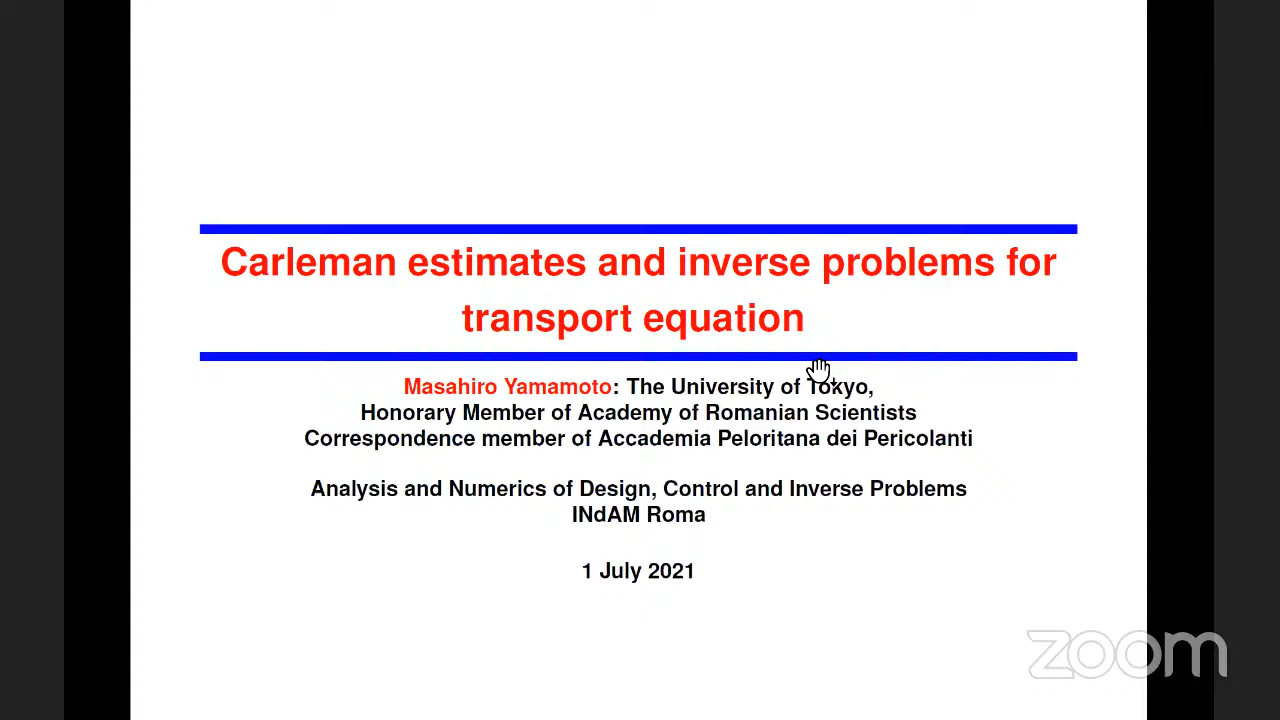 Carleman estimates and inverse problems for
transport equation
Masahiro Yamamoto: The University of Tokyo,
Honorary Member of Academy of Romanian Scientists
Correspondence member of Accademia Peloritana dei Pericolanti
Analysis and Numerics of Design, Control and Inverse Problems
INdAM Roma
1 July 2021
zoom